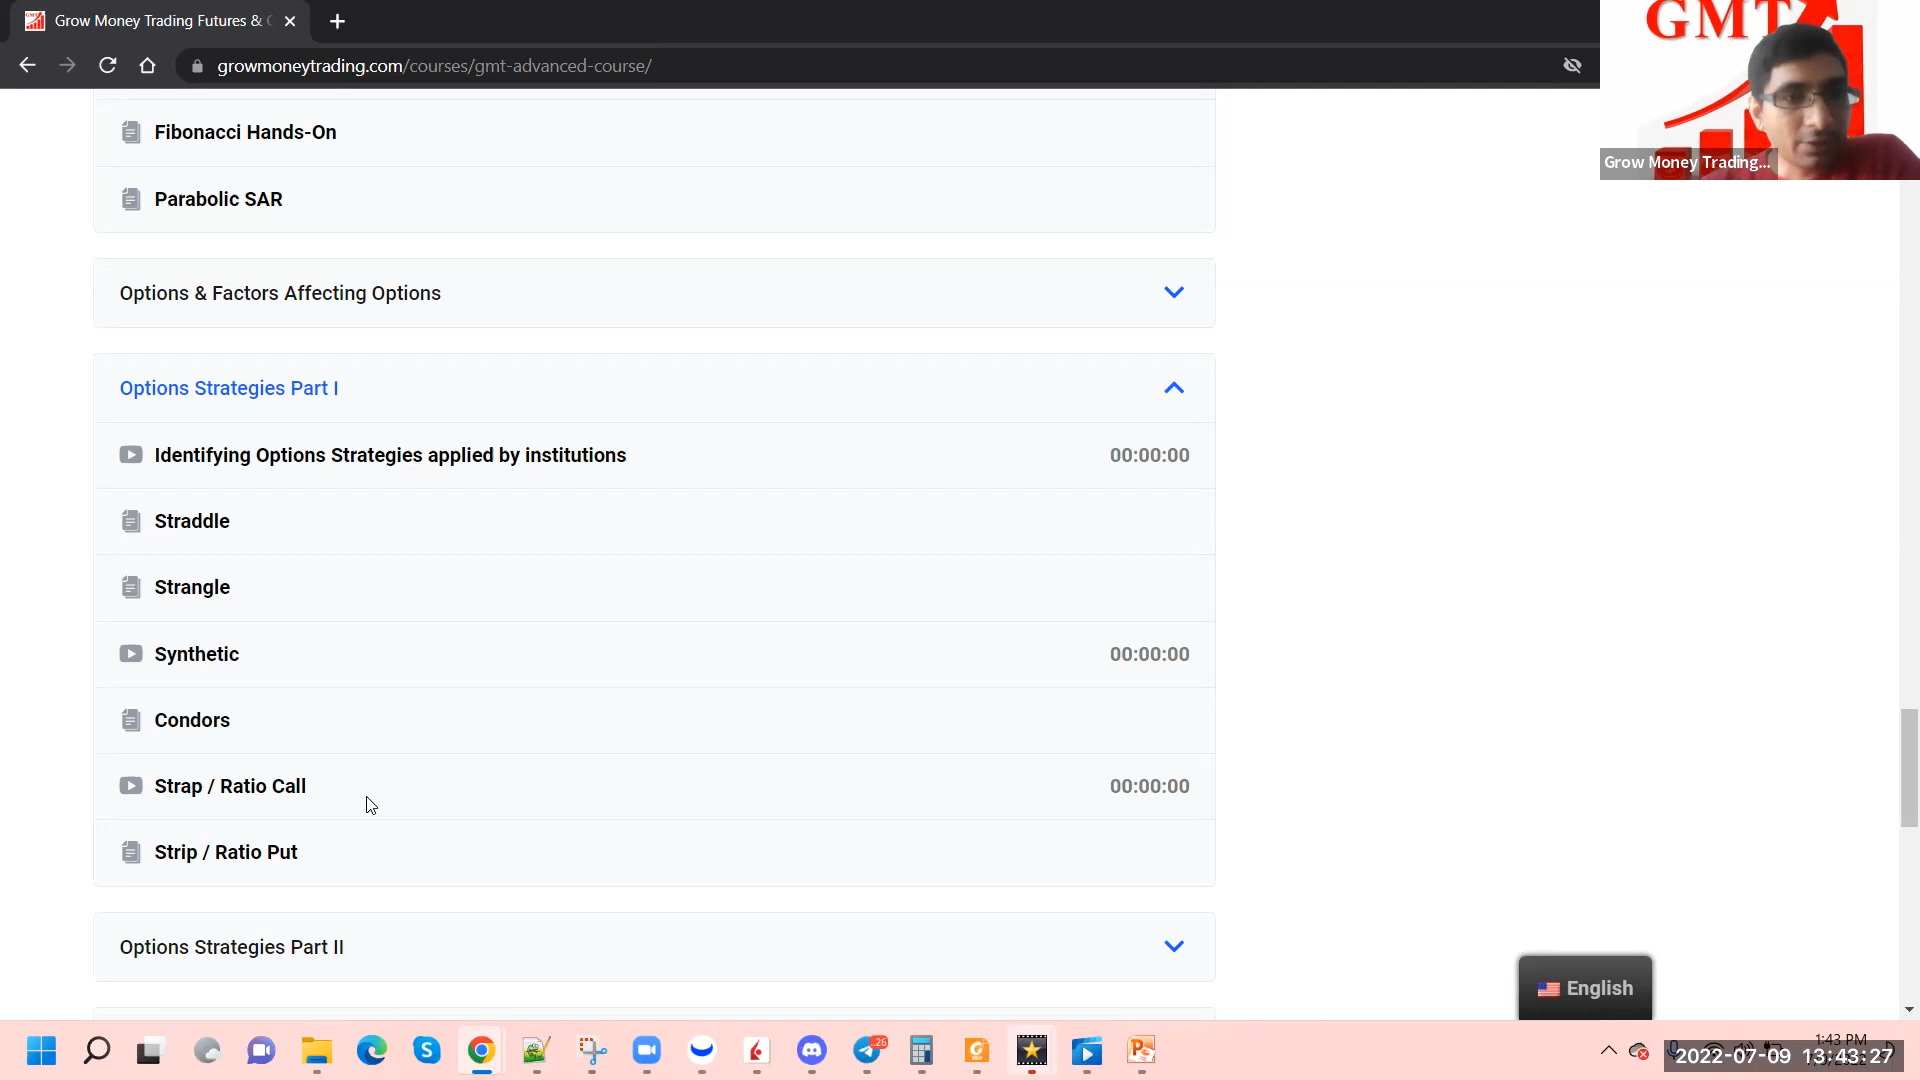 Grow Money Trading Futures &
growmoneytrading.com/courses/gmt-advanced-course/
GMT
Grow Money Trading...
Fibonacci Hands-On
Parabolic SAR
Options & Factors Affecting Options
Options Strategies Part I
Identifying Options Strategies applied by institutions 00:00:00
Straddle
Strangle
Synthetic 00:00:00
Condors
Strap / Ratio Call 00:00:00
Strip / Ratio Put
Options Strategies Part II
English
26
1:43 PM
2022-07-09 13:43:27